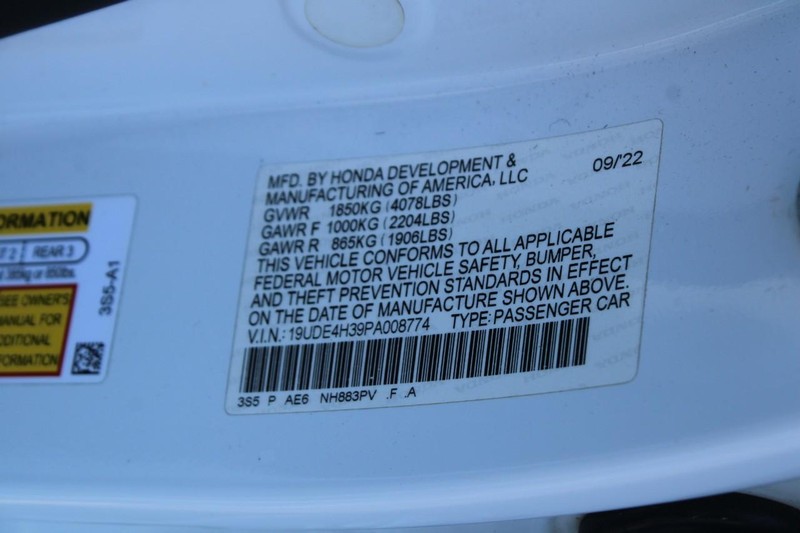 ORMATION
T 2 REAR 3
SEE OWNER'S
MANUAL FOR
ADDITIONAL
FORMATION
3S5-A1
MFD. BY HONDA DEVELOPMENT & 09/'22
MANUFACTURING OF AMERICA, LLC
GVWR 1850KG (4078LBS)
GAWR F 1000KG (2204LBS)
GAWR R 865KG (1906LBS)
THIS VEHICLE CONFORMS TO ALL APPLICABLE
FEDERAL MOTOR VEHICLE SAFETY, BUMPER,
AND THEFT PREVENTION STANDARDS IN EFFECT
ON THE DATE OF MANUFACTURE SHOWN ABOVE.
V.I.N.: 19UDE4H39PA008774 TYPE: PASSENGER CAR
3S5 P AE6 NH883PV .F .A